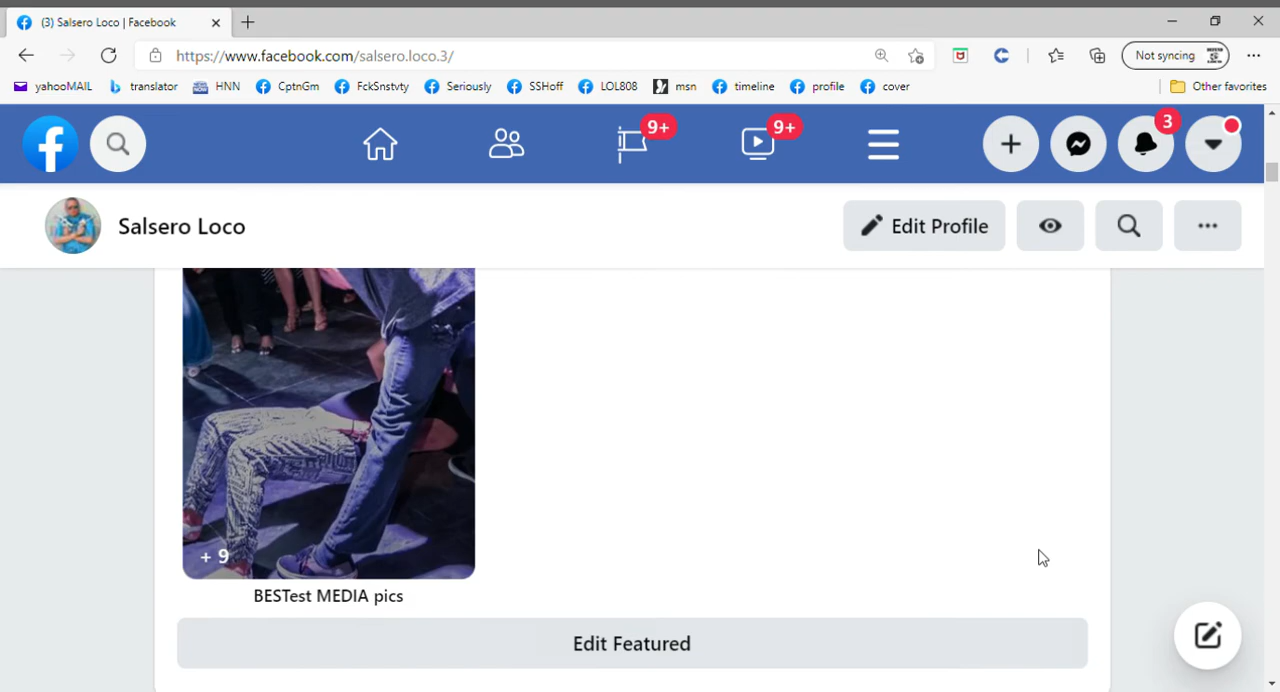 (3) Salsero Loco | Facebook
https://www.facebook.com/salsero.loco.3/
Not syncing
yahooMAIL translator HNN CptnGm FckSnstvty Seriously SSHoff LOL808 msn timeline profile cover Other favorites
9+ 9+ 3
Salsero Loco Edit Profile
+ 9
BESTest MEDIA pics
Edit Featured